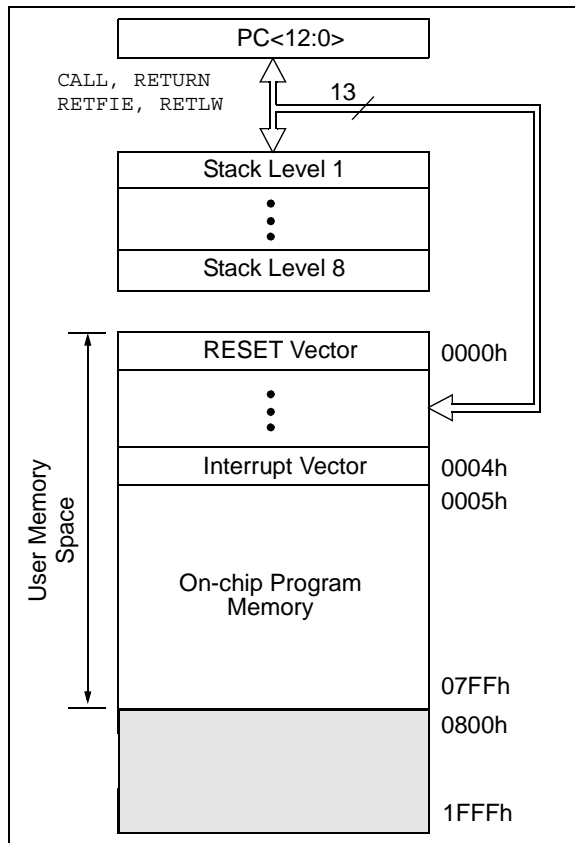 PC<12:0>
CALL, RETURN
RETFIE, RETLW
13
Stack Level 1
Stack Level 8
RESET Vector
0000h
Interrupt Vector
0004h
0005h
User Memory
Space
On-chip Program
Memory
07FFh
0800h
1FFFh